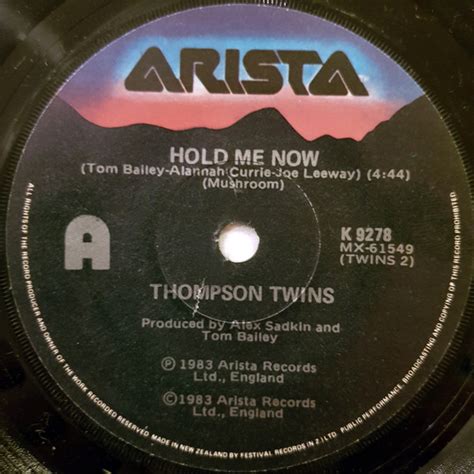 ARISTA
HOLD ME NOW
(Tom Bailey-Alannah Currie-Joe Leeway) (4:44)
(Mushroom)
A
K 9278
MX-61549
(TWINS 2)
THOMPSON TWINS
Produced by Alex Sadkin and
Tom Bailey
Ⓟ 1983 Arista Records
Ltd., England
©1983 Arista Records
Ltd., England
ALL RIGHTS OF THE RECORD PRODUCER AND OWNER OF THE WORK RECORDED RESERVED. MADE IN NEW ZEALAND BY FESTIVAL RECORDS (N.Z.) LTD. PUBLIC PERFORMANCE, BROADCASTING AND COPYING OF THIS RECORD PROHIBITED.